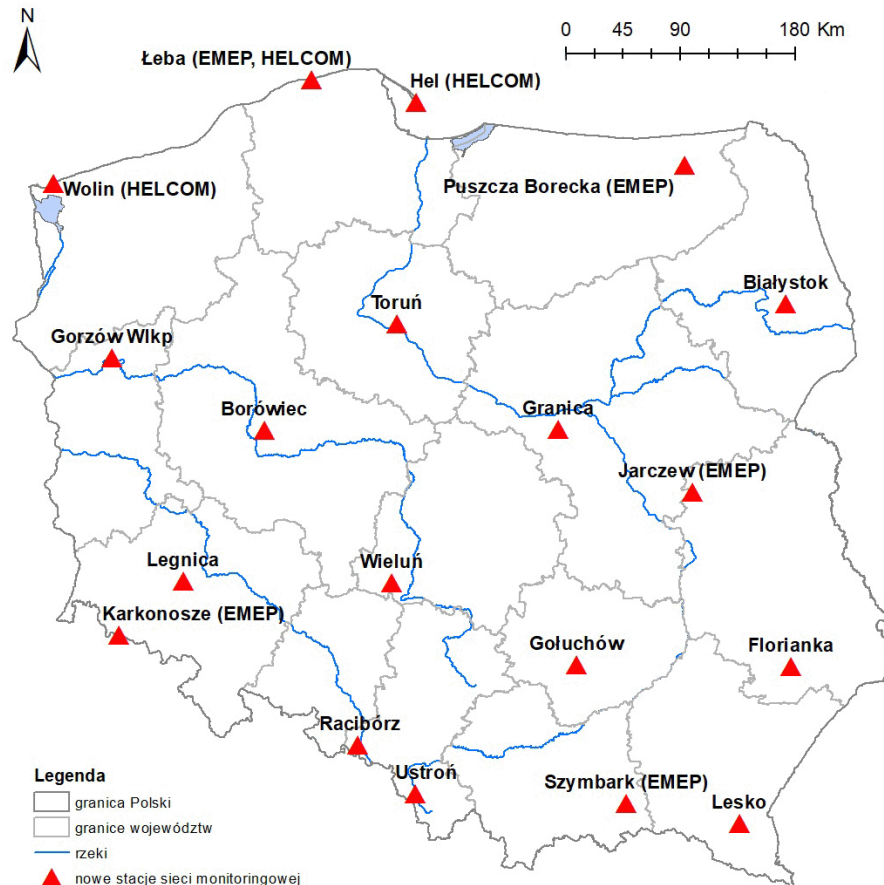 N
0 45 90 180 Km
Łeba (EMEP, HELCOM)
Hel (HELCOM)
Wolin (HELCOM)
Puszcza Borecka (EMEP)
Białystok
Toruń
Gorzów Wlkp
Borówiec
Granica
Jarczew (EMEP)
Legnica
Wieluń
Karkonosze (EMEP)
Gołuchów
Florianka
Racibórz
Ustroń
Szymbark (EMEP)
Lesko
Legenda
granica Polski
granice województw
rzeki
nowe stacje sieci monitoringowej